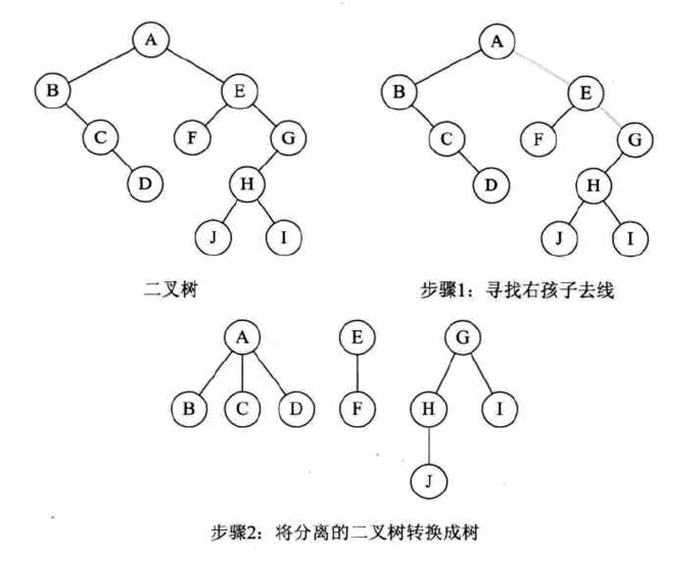 A A
B E B E
C F G C F G
D H D H
J I J I
二叉树 步骤1：寻找右孩子去线
A E G
B C D F H I
J
步骤2：将分离的二叉树转换成树